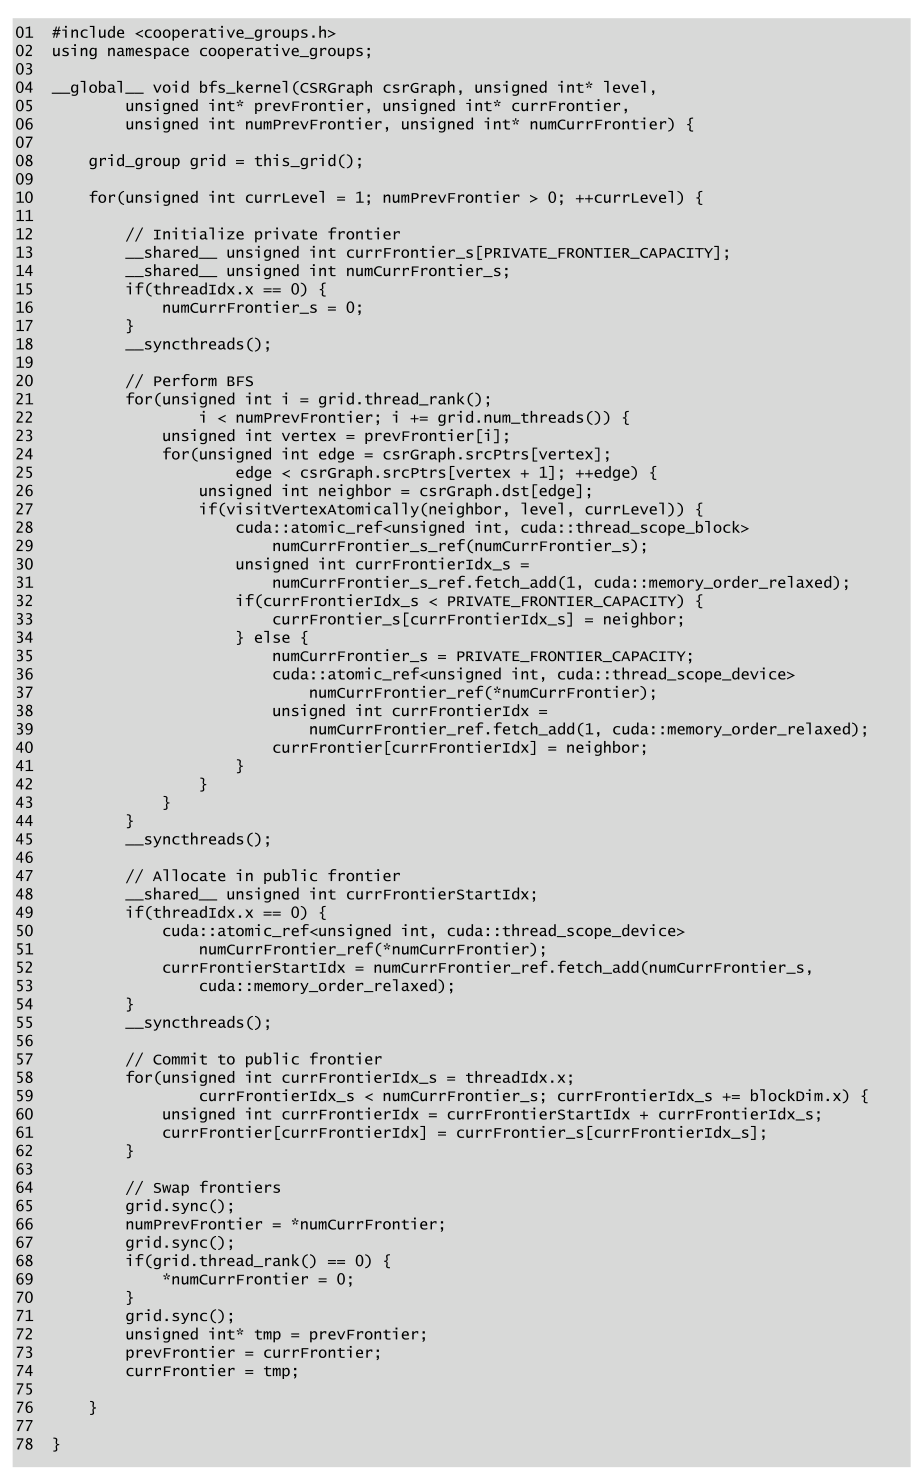 01  #include <cooperative_groups.h>
02  using namespace cooperative_groups;
03
04  __global__ void bfs_kernel(CSRGraph csrGraph, unsigned int* level,
05          unsigned int* prevFrontier, unsigned int* currFrontier,
06          unsigned int numPrevFrontier, unsigned int* numCurrFrontier) {
07
08      grid_group grid = this_grid();
09
10      for(unsigned int currLevel = 1; numPrevFrontier > 0; ++currLevel) {
11
12          // Initialize private frontier
13          __shared__ unsigned int currFrontier_s[PRIVATE_FRONTIER_CAPACITY];
14          __shared__ unsigned int numCurrFrontier_s;
15          if(threadIdx.x == 0) {
16              numCurrFrontier_s = 0;
17          }
18          __syncthreads();
19
20          // Perform BFS
21          for(unsigned int i = grid.thread_rank();
22                  i < numPrevFrontier; i += grid.num_threads()) {
23              unsigned int vertex = prevFrontier[i];
24              for(unsigned int edge = csrGraph.srcPtrs[vertex];
25                      edge < csrGraph.srcPtrs[vertex + 1]; ++edge) {
26                  unsigned int neighbor = csrGraph.dst[edge];
27                  if(visitVertexAtomically(neighbor, level, currLevel)) {
28                      cuda::atomic_ref<unsigned int, cuda::thread_scope_block>
29                          numCurrFrontier_s_ref(numCurrFrontier_s);
30                      unsigned int currFrontierIdx_s =
31                          numCurrFrontier_s_ref.fetch_add(1, cuda::memory_order_relaxed);
32                      if(currFrontierIdx_s < PRIVATE_FRONTIER_CAPACITY) {
33                          currFrontier_s[currFrontierIdx_s] = neighbor;
34                      } else {
35                          numCurrFrontier_s = PRIVATE_FRONTIER_CAPACITY;
36                          cuda::atomic_ref<unsigned int, cuda::thread_scope_device>
37                              numCurrFrontier_ref(*numCurrFrontier);
38                          unsigned int currFrontierIdx =
39                              numCurrFrontier_ref.fetch_add(1, cuda::memory_order_relaxed);
40                          currFrontier[currFrontierIdx] = neighbor;
41                      }
42                  }
43              }
44          }
45          __syncthreads();
46
47          // Allocate in public frontier
48          __shared__ unsigned int currFrontierStartIdx;
49          if(threadIdx.x == 0) {
50              cuda::atomic_ref<unsigned int, cuda::thread_scope_device>
51                  numCurrFrontier_ref(*numCurrFrontier);
52              currFrontierStartIdx = numCurrFrontier_ref.fetch_add(numCurrFrontier_s,
53                  cuda::memory_order_relaxed);
54          }
55          __syncthreads();
56
57          // Commit to public frontier
58          for(unsigned int currFrontierIdx_s = threadIdx.x;
59                  currFrontierIdx_s < numCurrFrontier_s; currFrontierIdx_s += blockDim.x) {
60              unsigned int currFrontierIdx = currFrontierStartIdx + currFrontierIdx_s;
61              currFrontier[currFrontierIdx] = currFrontier_s[currFrontierIdx_s];
62          }
63
64          // Swap frontiers
65          grid.sync();
66          numPrevFrontier = *numCurrFrontier;
67          grid.sync();
68          if(grid.thread_rank() == 0) {
69              *numCurrFrontier = 0;
70          }
71          grid.sync();
72          unsigned int* tmp = prevFrontier;
73          prevFrontier = currFrontier;
74          currFrontier = tmp;
75
76      }
77
78  }